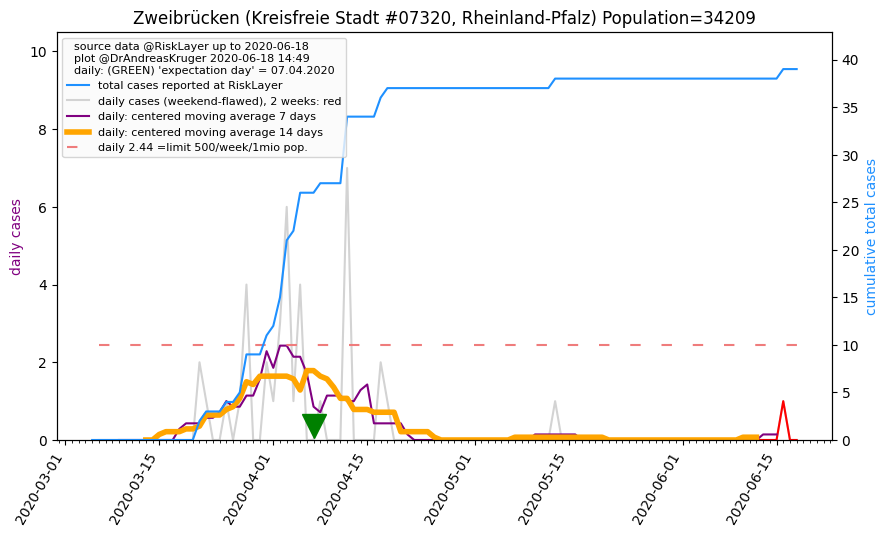 Zweibrücken (Kreisfreie Stadt #07320, Rheinland-Pfalz) Population=34209
source data @RiskLayer up to 2020-06-18
plot @DrAndreasKruger 2020-06-18 14:49
daily: (GREEN) 'expectation day' = 07.04.2020
total cases reported at RiskLayer
daily cases (weekend-flawed), 2 weeks: red
daily: centered moving average 7 days
daily: centered moving average 14 days
daily 2.44 =limit 500/week/1mio pop.
daily cases
10
8
6
4
2
0
cumulative total cases
40
35
30
25
20
15
10
5
0
2020-03-01
2020-03-15
2020-04-01
2020-04-15
2020-05-01
2020-05-15
2020-06-01
2020-06-15